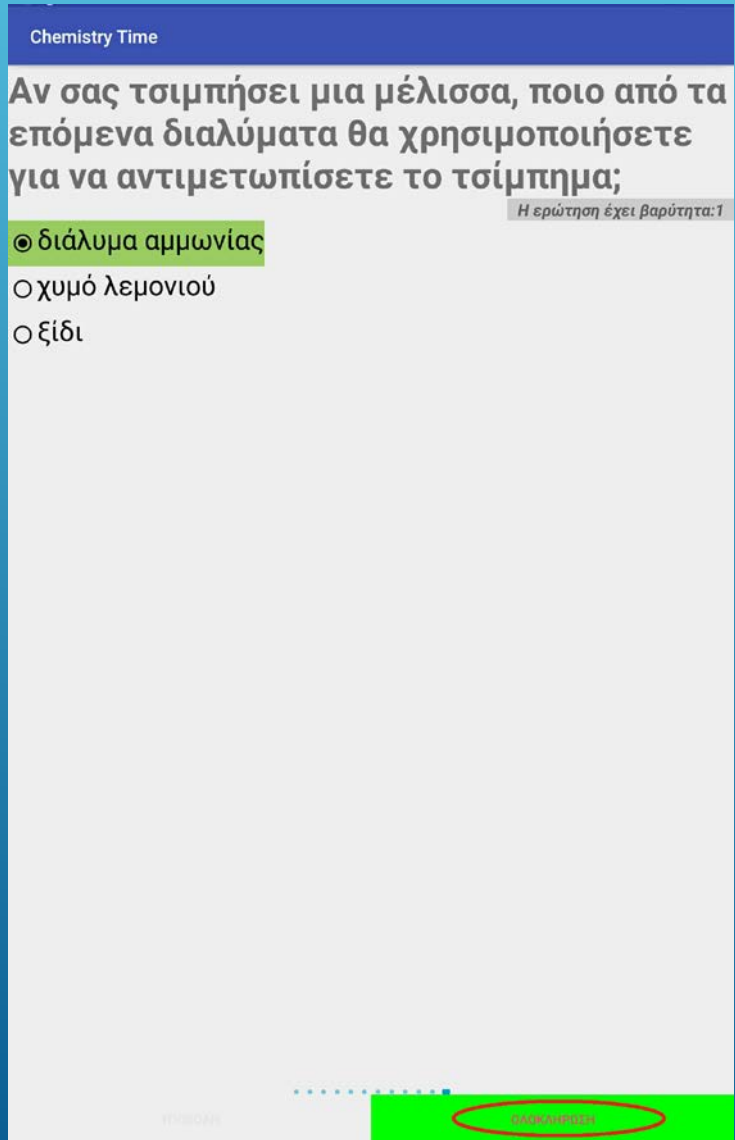 Chemistry Time
Αν σας τσιμπήσει μια μέλισσα, ποιο από τα
επόμενα διαλύματα θα χρησιμοποιήσετε
για να αντιμετωπίσετε το τσίμπημα;
Η ερώτηση έχει βαρύτητα:1
διάλυμα αμμωνίας
χυμό λεμονιού
ξίδι
ΟΛΟΚΛΗΡΩΣΗ